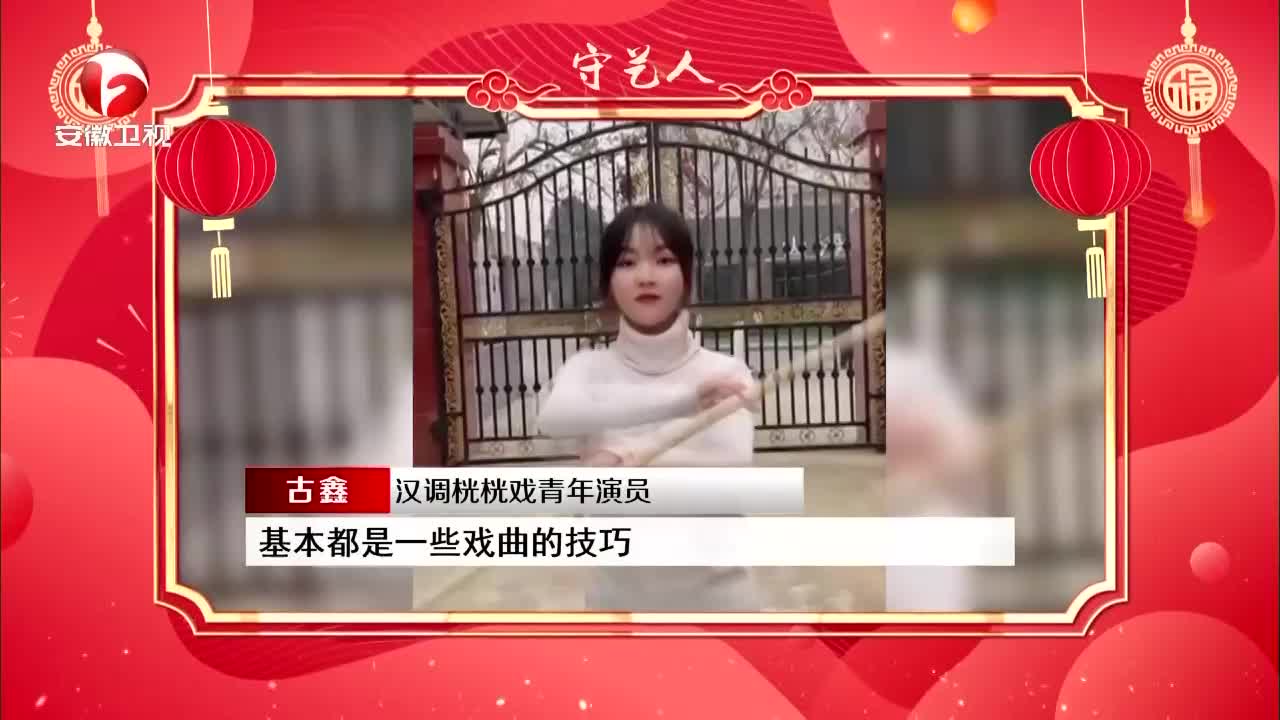 守艺人
福
安徽卫视
古鑫
汉调桄桄戏青年演员
基本都是一些戏曲的技巧